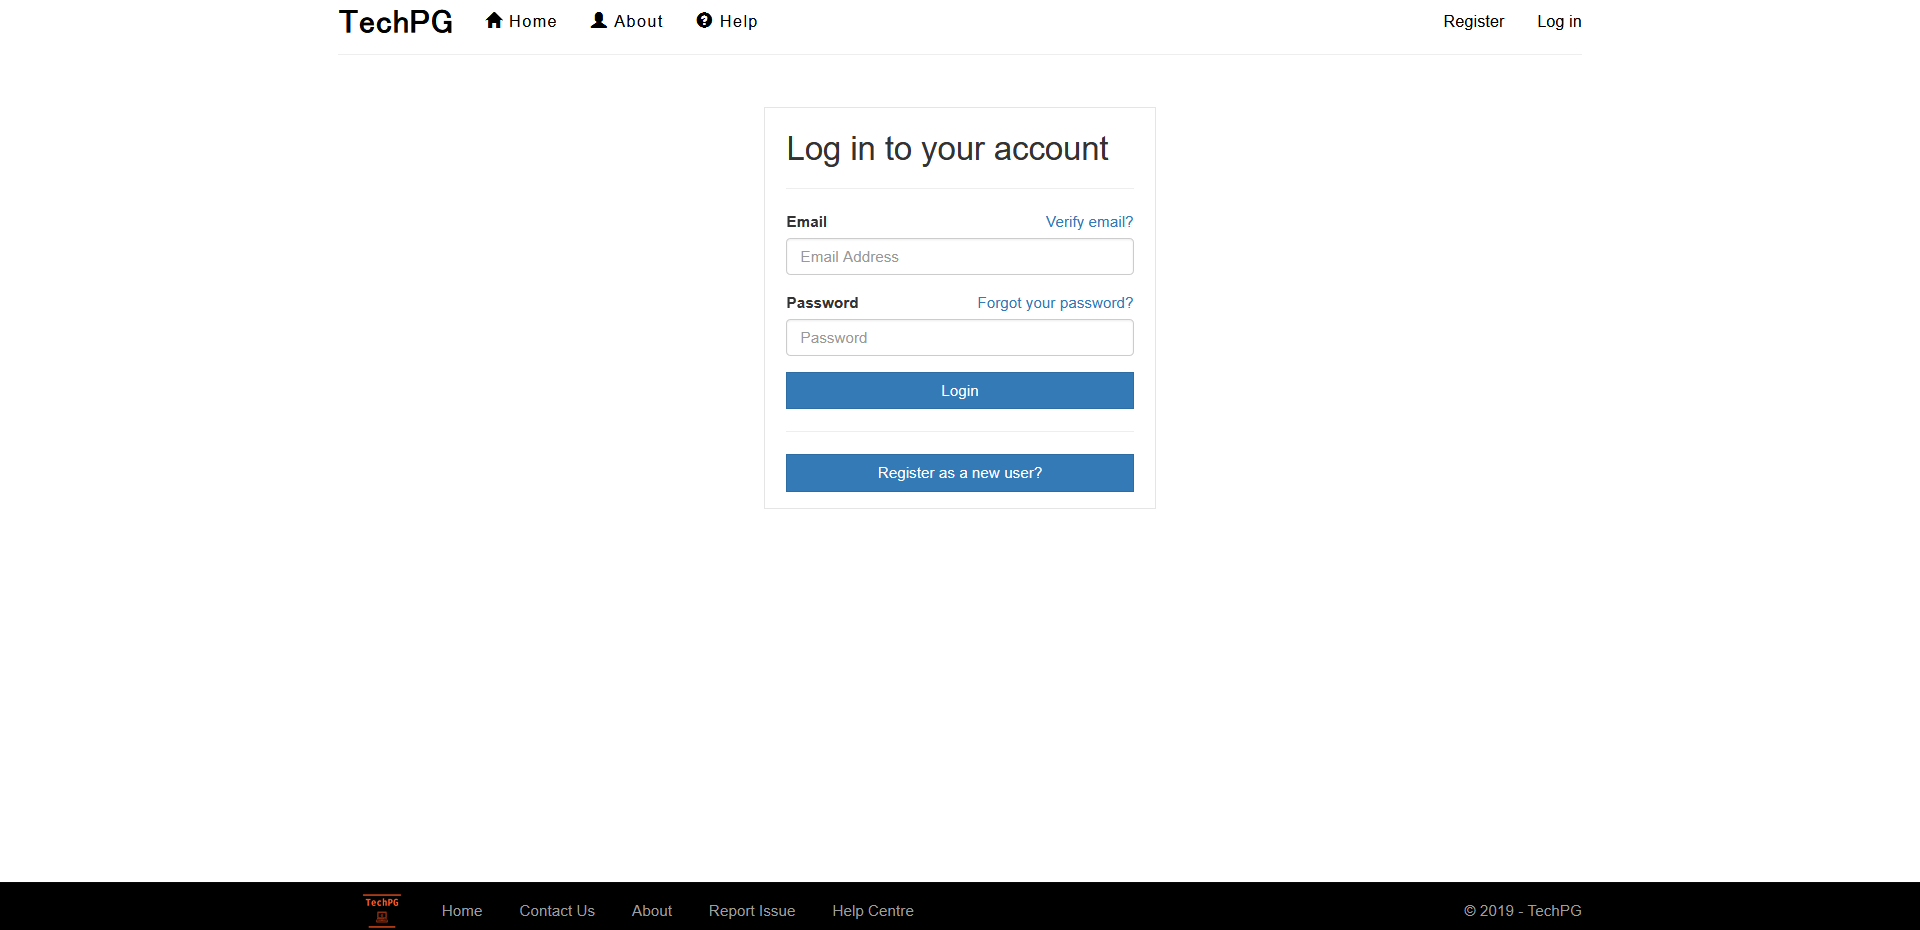 TechPG Home About Help Register Log in
Log in to your account
Email Verify email?
Email Address
Password Forgot your password?
Password
Login
Register as a new user?
TechPG
Home Contact Us About Report Issue Help Centre © 2019 - TechPG